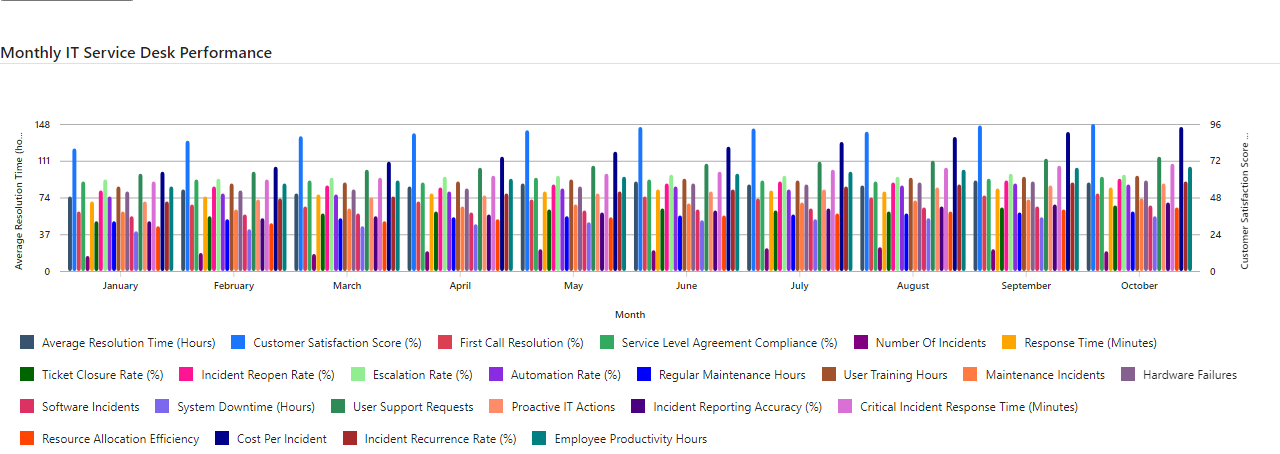 Monthly IT Service Desk Performance
148 96
111 72
74 48
37 24
0 0
Average Resolution Time (ho...
Customer Satisfaction Score ...
January February March April May June July August September October
Month
Average Resolution Time (Hours) Customer Satisfaction Score (%) First Call Resolution (%) Service Level Agreement Compliance (%) Number Of Incidents Response Time (Minutes)
Ticket Closure Rate (%) Incident Reopen Rate (%) Escalation Rate (%) Automation Rate (%) Regular Maintenance Hours User Training Hours Maintenance Incidents Hardware Failures
Software Incidents System Downtime (Hours) User Support Requests Proactive IT Actions Incident Reporting Accuracy (%) Critical Incident Response Time (Minutes)
Resource Allocation Efficiency Cost Per Incident Incident Recurrence Rate (%) Employee Productivity Hours